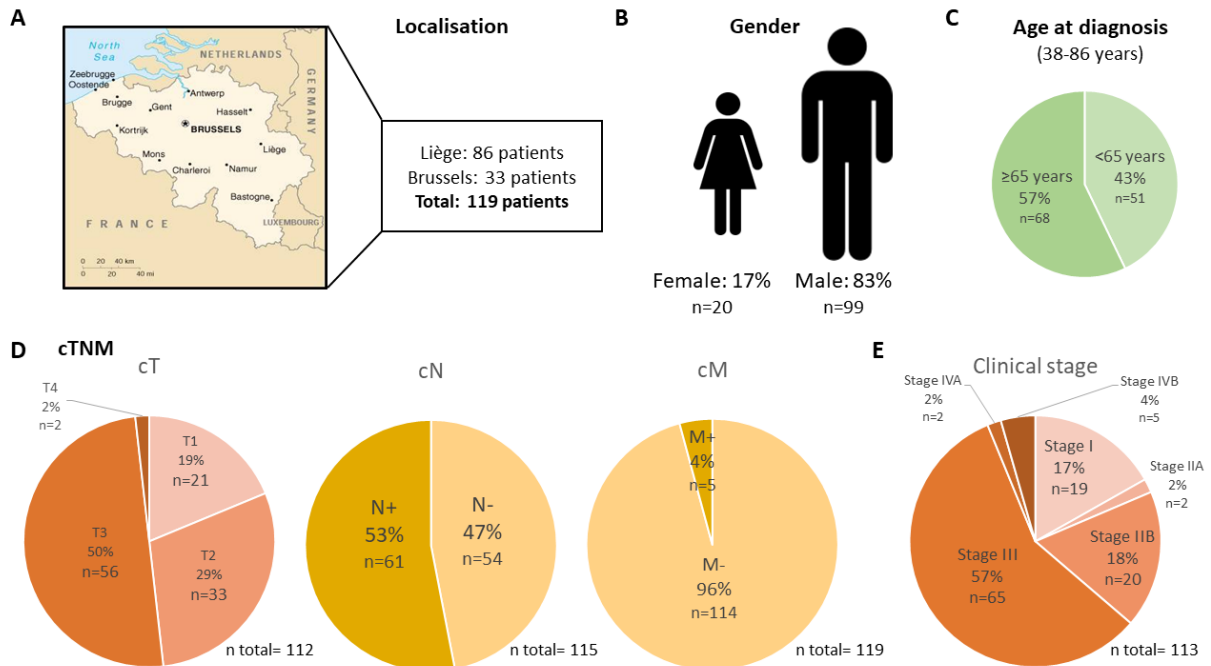 A
Localisation
North
Sea
NETHERLANDS
GERMANY
Zeebrugge
Oostende
Antwerp
Brugge
Gent
Hasselt
Kortrijk
BRUSSELS
Mons
Liège
Charleroi
Namur
Bastogne
FRANCE
LUXEMBOURG
0 20 40 km
0 20 40 mi
Liège: 86 patients
Brussels: 33 patients
Total: 119 patients
B
Gender
Female: 17%
n=20
Male: 83%
n=99
C
Age at diagnosis
(38-86 years)
≥65 years
57%
n=68
<65 years
43%
n=51
D
cTNM
cT
T4
2%
n=2
T1
19%
n=21
T3
50%
n=56
T2
29%
n=33
n total= 112
cN
N+
53%
n=61
N-
47%
n=54
n total= 115
cM
M+
4%
n=5
M-
96%
n=114
n total= 119
E
Clinical stage
Stage IVA
2%
n=2
Stage IVB
4%
n=5
Stage I
17%
n=19
Stage IIA
2%
n=2
Stage III
57%
n=65
Stage IIB
18%
n=20
n total= 113